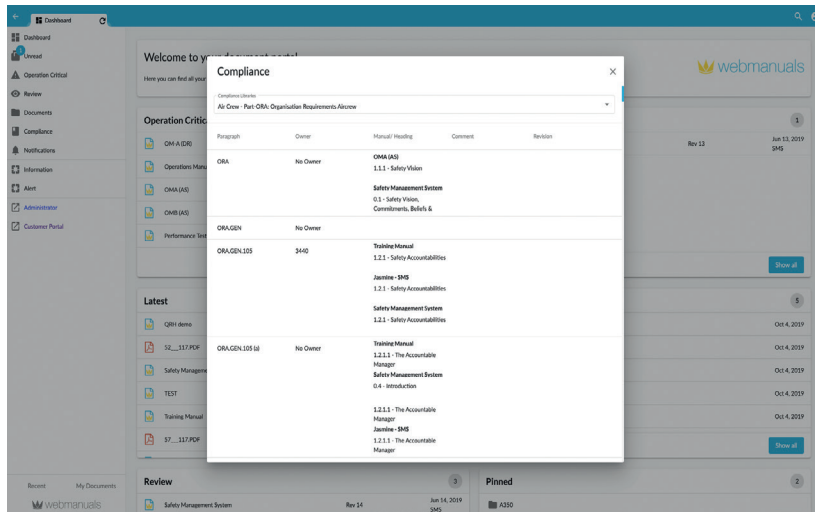 Dashboard
Dashboard
1
Unread
Operation Critical
Review
Documents
Compliance
Notifications
Information
Alert
Administrator
Customer Portal
Recent My Documents
webmanuals
Welcome to your document portal
Here you can find all your
webmanuals
Operation Critic
1
OM-A (DR)
Rev 13
Jun 13, 2019
SMS
Operations Manu
OMA (AS)
OMB (AS)
Performance Test
Show all
Latest
5
QRH demo
Oct 4, 2019
52__117.PDF
Oct 4, 2019
Safety Manageme
Oct 4, 2019
TEST
Oct 4, 2019
Training Manual
Oct 4, 2019
57__117.PDF
Show all
Review
3
Safety Management System Rev 14
Jun 14, 2019
SMS
Pinned
2
A350
Compliance
Compliance Libraries
Air Crew - Part-ORA: Organisation Requirements Aircrew
Paragraph Owner Manual/ Heading Comment Revision
ORA No Owner
OMA (AS)
1.1.1 - Safety Vision
Safety Management System
0.1 - Safety Vision,
Commitments, Beliefs &
ORA.GEN No Owner
ORA.GEN.105 3440
Training Manual
1.2.1 - Safety Accountabilities
Jasmine - SMS
1.2.1 - Safety Accountabilities
Safety Management System
1.2.1 - Safety Accountabilities
ORA.GEN.105 (a) No Owner
Training Manual
1.2.1.1 - The Accountable
Manager
Safety Management System
0.4 - Introduction
1.2.1.1 - The Accountable
Manager
Jasmine - SMS
1.2.1.1 - The Accountable
Manager